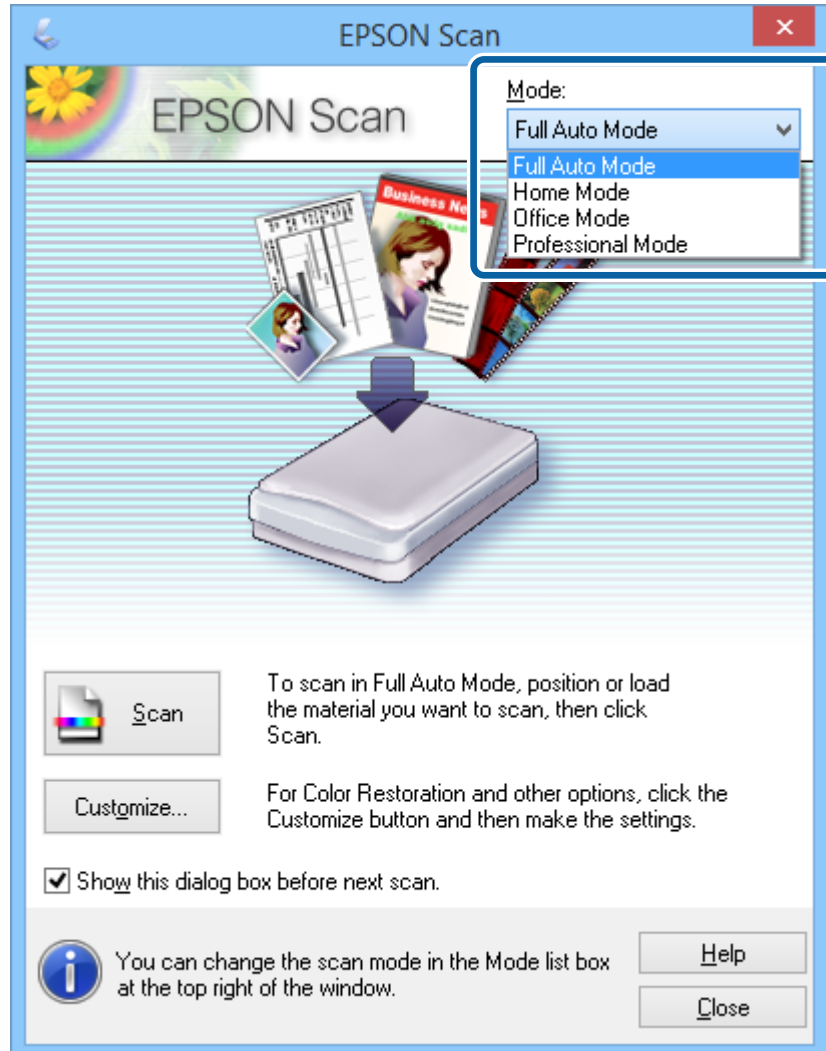 EPSON Scan
EPSON Scan
Mode:
Full Auto Mode
Full Auto Mode
Home Mode
Office Mode
Professional Mode
Scan
To scan in Full Auto Mode, position or load
the material you want to scan, then click
Scan.
Customize...
For Color Restoration and other options, click the
Customize button and then make the settings.
Show this dialog box before next scan.
You can change the scan mode in the Mode list box
at the top right of the window.
Help
Close